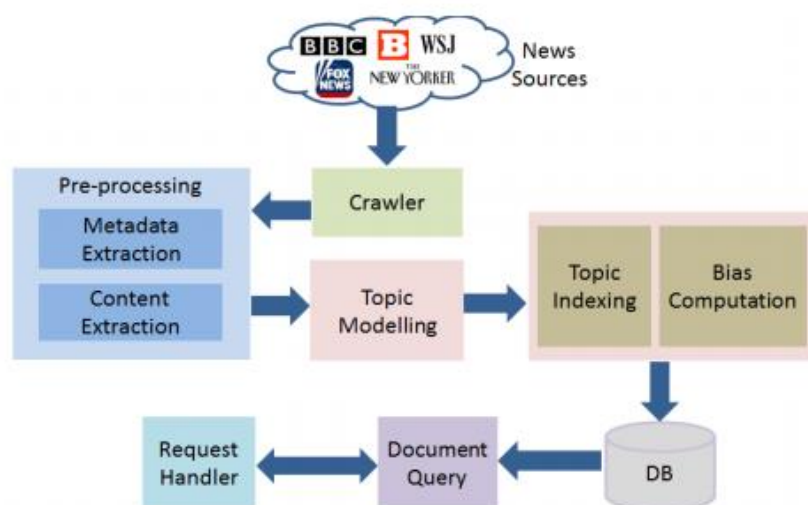 BBC
B
WSJ
FOX
NEWS
THE
NEW YORKER
News
Sources
Pre-processing
Metadata
Extraction
Content
Extraction
Crawler
Topic
Modelling
Topic
Indexing
Bias
Computation
Request
Handler
Document
Query
DB